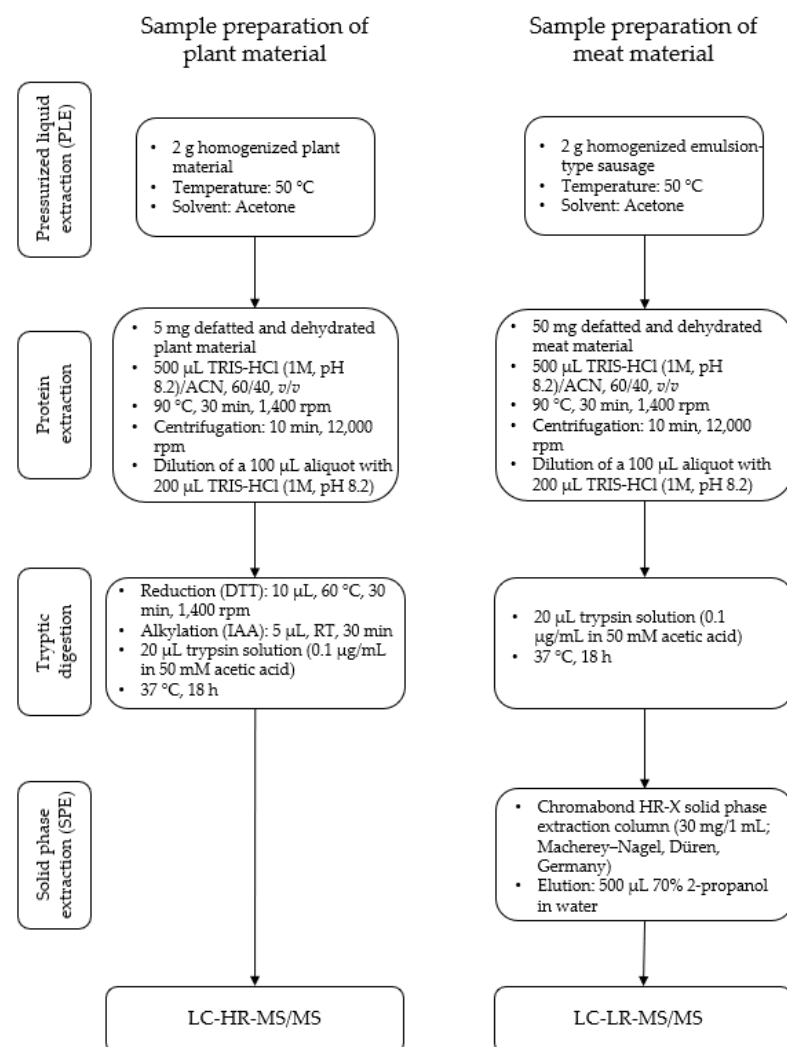 Sample preparation of
plant material
Sample preparation of
meat material
Pressurized liquid
extraction (PLE)
• 2 g homogenized plant
material
• Temperature: 50 °C
• Solvent: Acetone
• 2 g homogenized emulsion-
type sausage
• Temperature: 50 °C
• Solvent: Acetone
Protein
extraction
• 5 mg defatted and dehydrated
plant material
• 500 µL TRIS-HCl (1M, pH
8.2)/ACN, 60/40, v/v
• 90 °C, 30 min, 1,400 rpm
• Centrifugation: 10 min, 12,000
rpm
• Dilution of a 100 µL aliquot with
200 µL TRIS-HCl (1M, pH 8.2)
• 50 mg defatted and dehydrated
meat material
• 500 µL TRIS-HCl (1M, pH
8.2)/ACN, 60/40, v/v
• 90 °C, 30 min, 1,400 rpm
• Centrifugation: 10 min, 12,000
rpm
• Dilution of a 100 µL aliquot with
200 µL TRIS-HCl (1M, pH 8.2)
Tryptic
digestion
• Reduction (DTT): 10 µL, 60 °C, 30
min, 1,400 rpm
• Alkylation (IAA): 5 µL, RT, 30 min
• 20 µL trypsin solution (0.1 µg/mL
in 50 mM acetic acid)
• 37 °C, 18 h
• 20 µL trypsin solution (0.1
µg/mL in 50 mM acetic acid)
• 37 °C, 18 h
Solid phase
extraction (SPE)
• Chromabond HR-X solid phase
extraction column (30 mg/1 mL;
Macherey–Nagel, Düren,
Germany)
• Elution: 500 µL 70% 2-propanol
in water
LC-HR-MS/MS
LC-LR-MS/MS